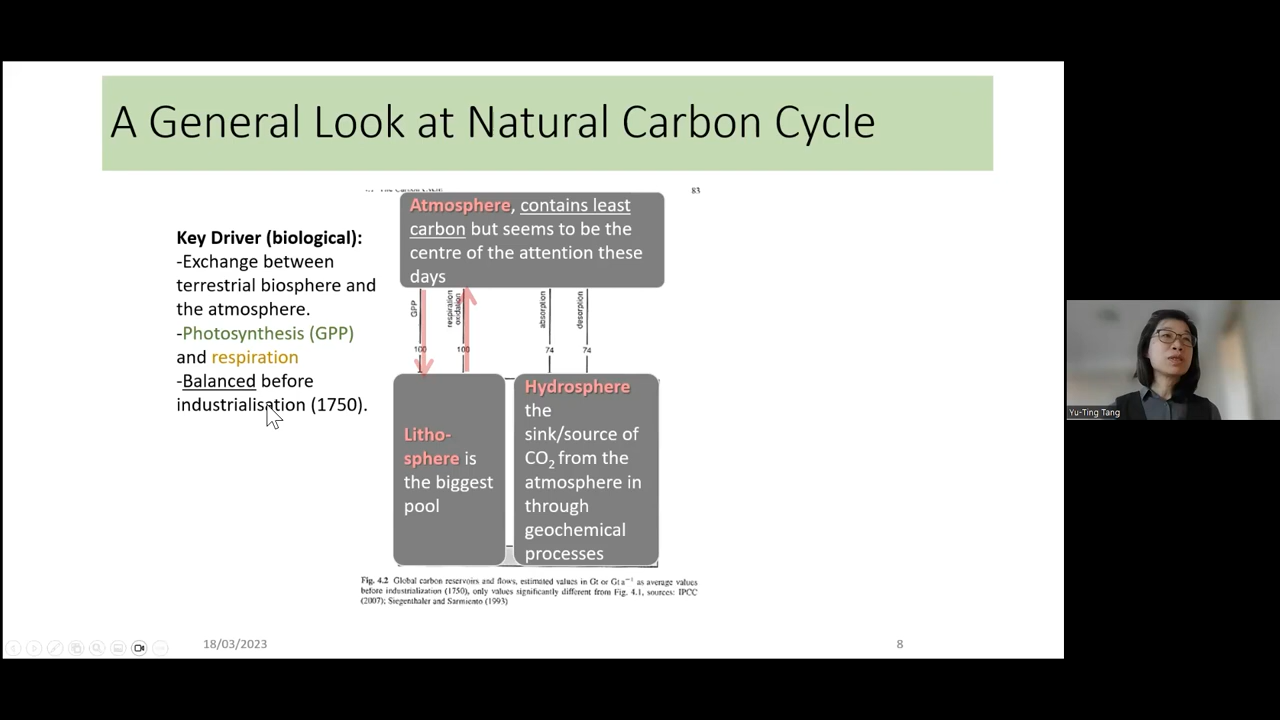 A General Look at Natural Carbon Cycle
83
Key Driver (biological):
-Exchange between
terrestrial biosphere and
the atmosphere.
-Photosynthesis (GPP)
and respiration
-Balanced before
industrialisation (1750).
Atmosphere, contains least
carbon but seems to be the
centre of the attention these
days
GPP
respiration
oxidation
absorption
desorption
100
100
74
74
Litho-
sphere is
the biggest
pool
Hydrosphere
the
sink/source of
CO₂ from the
atmosphere in
through
geochemical
processes
Fig. 4.2 Global carbon reservoirs and flows, estimated values in Gt or Gt a⁻¹ as average values
before industrialization (1750), only values significantly different from Fig. 4.1, sources: IPCC
(2007); Siegenthaler and Sarmiento (1993)
18/03/2023
8
Yu-Ting Tang